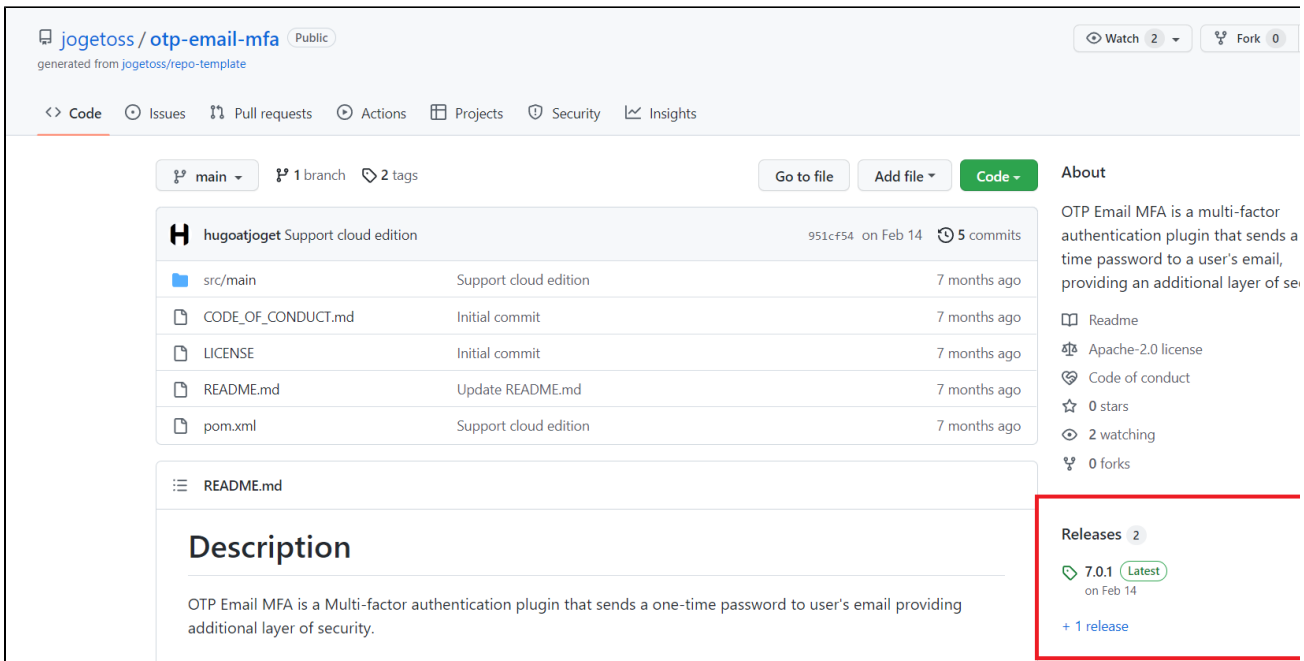 jogetoss / otp-email-mfa Public
Watch 2
Fork 0
generated from jogetoss/repo-template
<> Code
Issues
Pull requests
Actions
Projects
Security
Insights
main
1 branch
2 tags
Go to file
Add file
Code
hugoatjoget Support cloud edition
951cf54 on Feb 14
5 commits
src/main Support cloud edition 7 months ago
CODE_OF_CONDUCT.md Initial commit 7 months ago
LICENSE Initial commit 7 months ago
README.md Update README.md 7 months ago
pom.xml Support cloud edition 7 months ago
README.md
Description
OTP Email MFA is a Multi-factor authentication plugin that sends a one-time password to user's email providing
additional layer of security.
About
OTP Email MFA is a multi-factor
authentication plugin that sends a
time password to a user's email,
providing an additional layer of
Readme
Apache-2.0 license
Code of conduct
0 stars
2 watching
0 forks
Releases 2
7.0.1 Latest
on Feb 14
+ 1 release